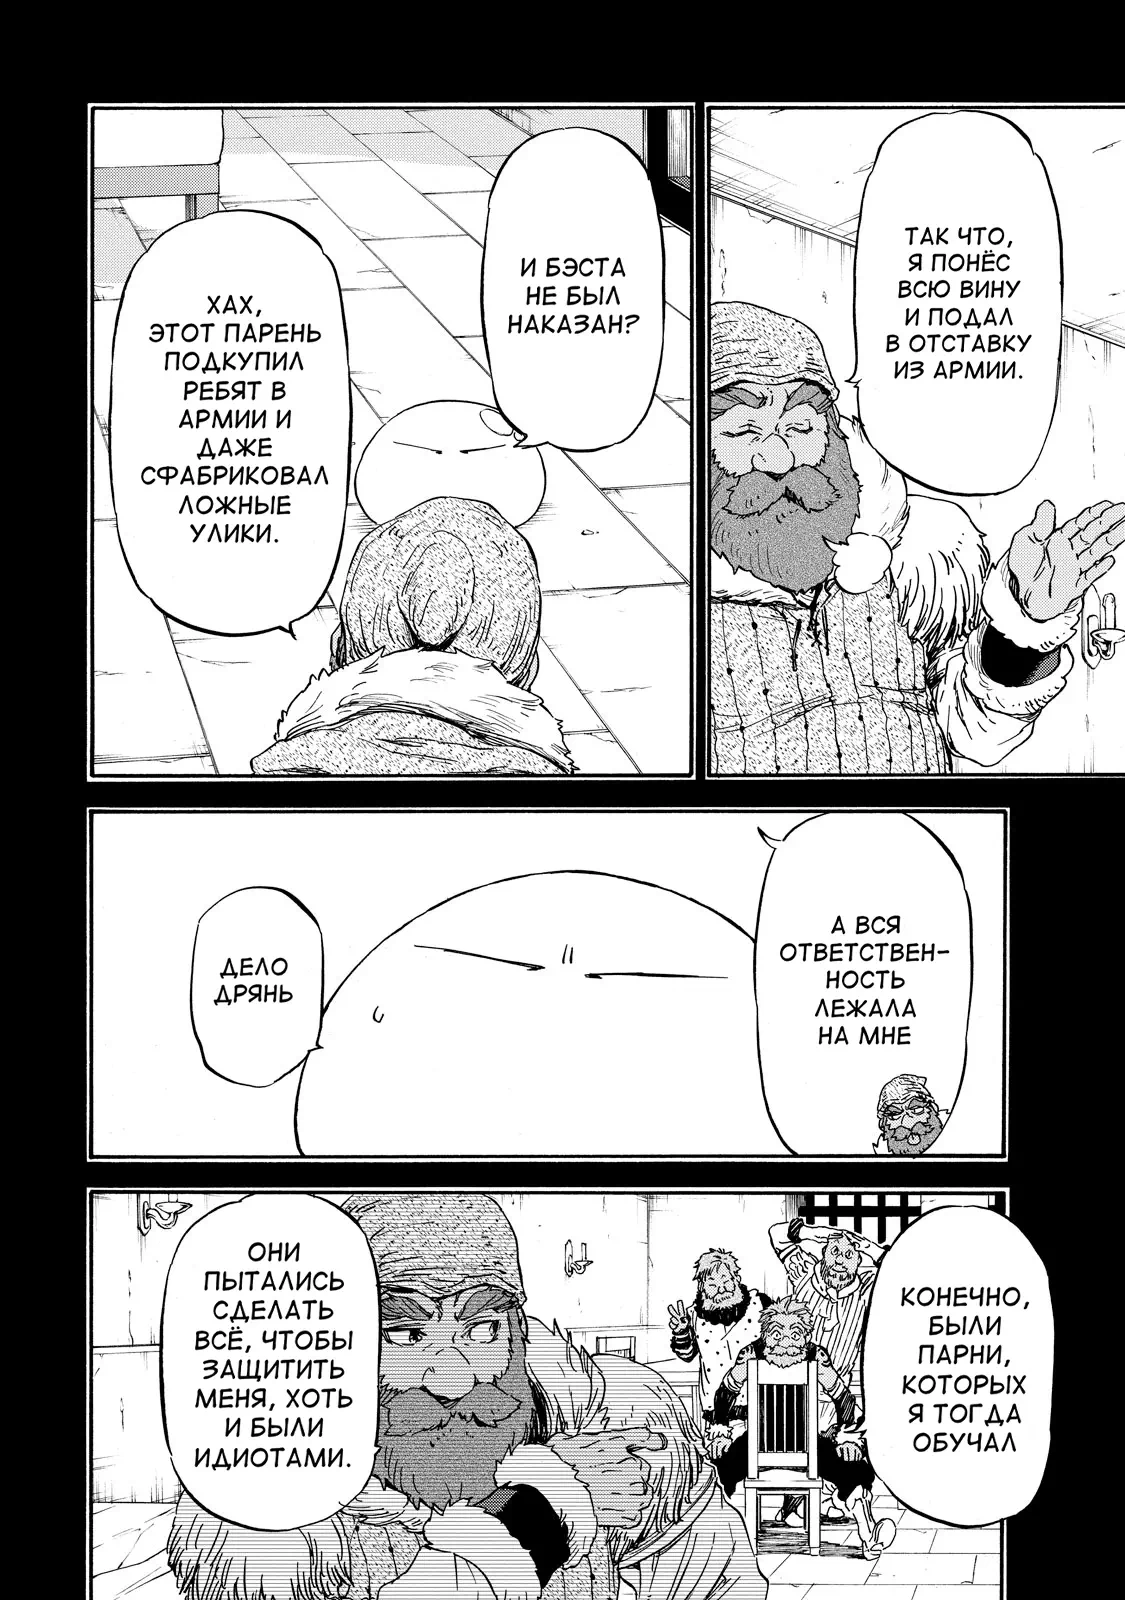 ТАК ЧТО,
Я ПОНЁС
ВСЮ ВИНУ
И ПОДАЛ
В ОТСТАВКУ
ИЗ АРМИИ.
И БЭСТА
НЕ БЫЛ
НАКАЗАН?
ХАХ,
ЭТОТ ПАРЕНЬ
ПОДКУПИЛ
РЕБЯТ В
АРМИИ И
ДАЖЕ
СФАБРИКОВАЛ
ЛОЖНЫЕ
УЛИКИ.
А ВСЯ
ОТВЕТСТВЕН-
НОСТЬ
ЛЕЖАЛА
НА МНЕ
ДЕЛО
ДРЯНЬ
КОНЕЧНО,
БЫЛИ
ПАРНИ,
КОТОРЫХ
Я ТОГДА
ОБУЧАЛ
ОНИ
ПЫТАЛИСЬ
СДЕЛАТЬ
ВСЁ, ЧТОБЫ
ЗАЩИТИТЬ
МЕНЯ, ХОТЬ
И БЫЛИ
ИДИОТАМИ.